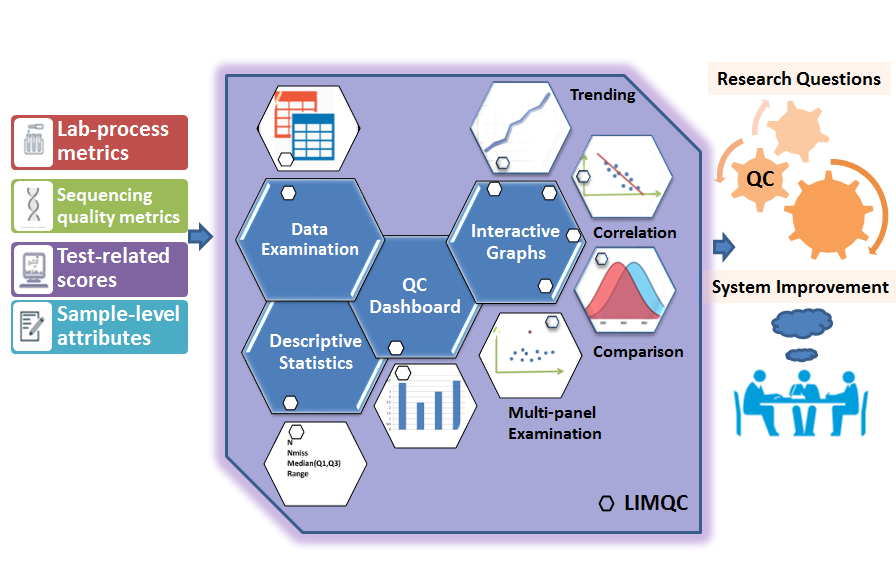 Lab-process
metrics
Sequencing
quality metrics
Test-related
scores
Sample-level
attributes
Data
Examination
QC
Dashboard
Descriptive
Statistics
Interactive
Graphs
Trending
Correlation
Comparison
Multi-panel
Examination
N
Nmiss
Median(Q1,Q3)
Range
LIMQC
Research Questions
QC
System Improvement